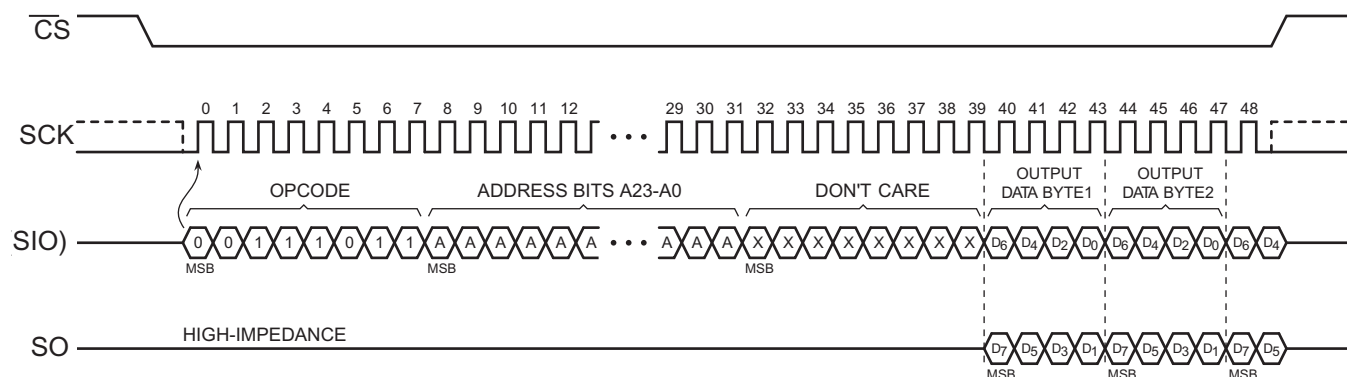 CS
0 1 2 3 4 5 6 7 8 9 10 11 12 29 30 31 32 33 34 35 36 37 38 39 40 41 42 43 44 45 46 47 48
SCK
OPCODE ADDRESS BITS A23-A0 DON'T CARE OUTPUT DATA BYTE1 OUTPUT DATA BYTE2
SIO) 0 0 1 1 1 0 1 1 A A A A A A A A A X X X X X X X X D6 D4 D2 D0 D6 D4 D2 D0 D6 D4
MSB MSB MSB
HIGH-IMPEDANCE
SO D7 D5 D3 D1 D7 D5 D3 D1 D7 D5
MSB MSB MSB